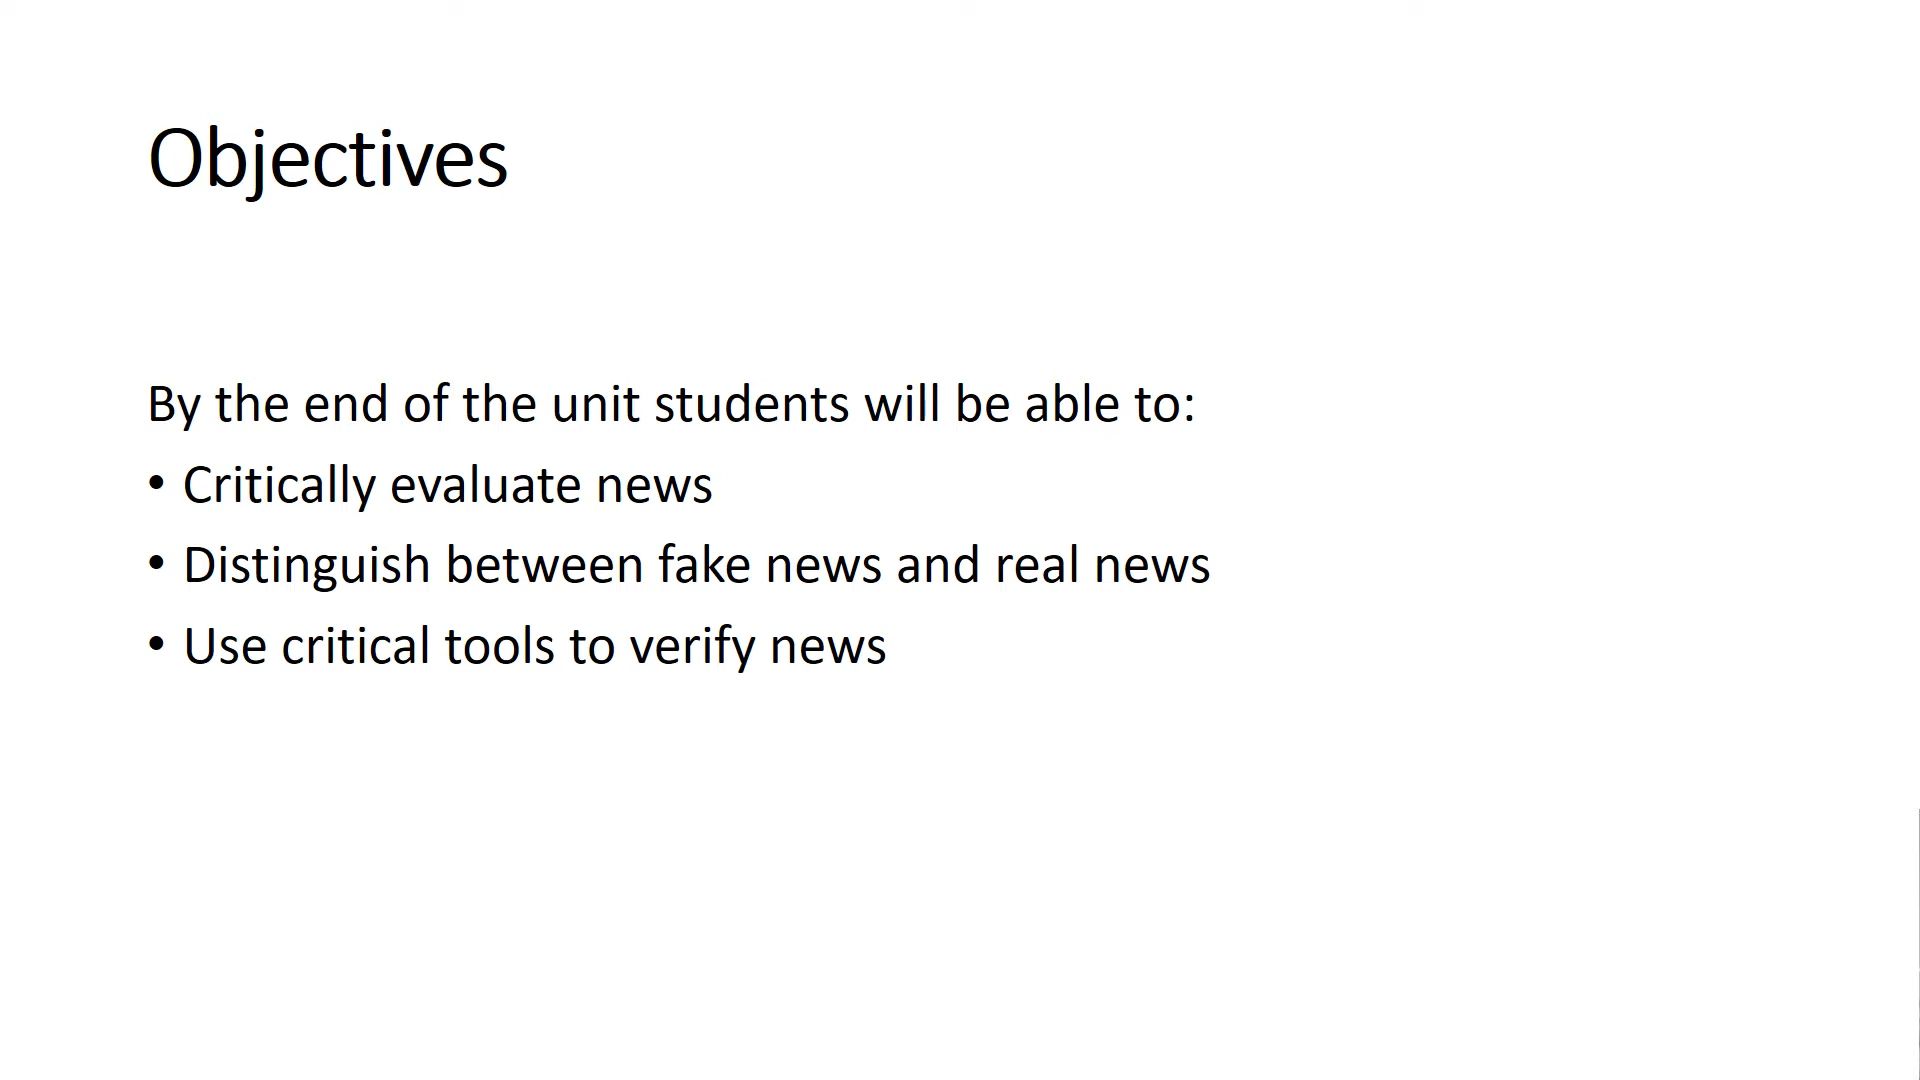 Objectives
By the end of the unit students will be able to:
• Critically evaluate news
• Distinguish between fake news and real news
• Use critical tools to verify news